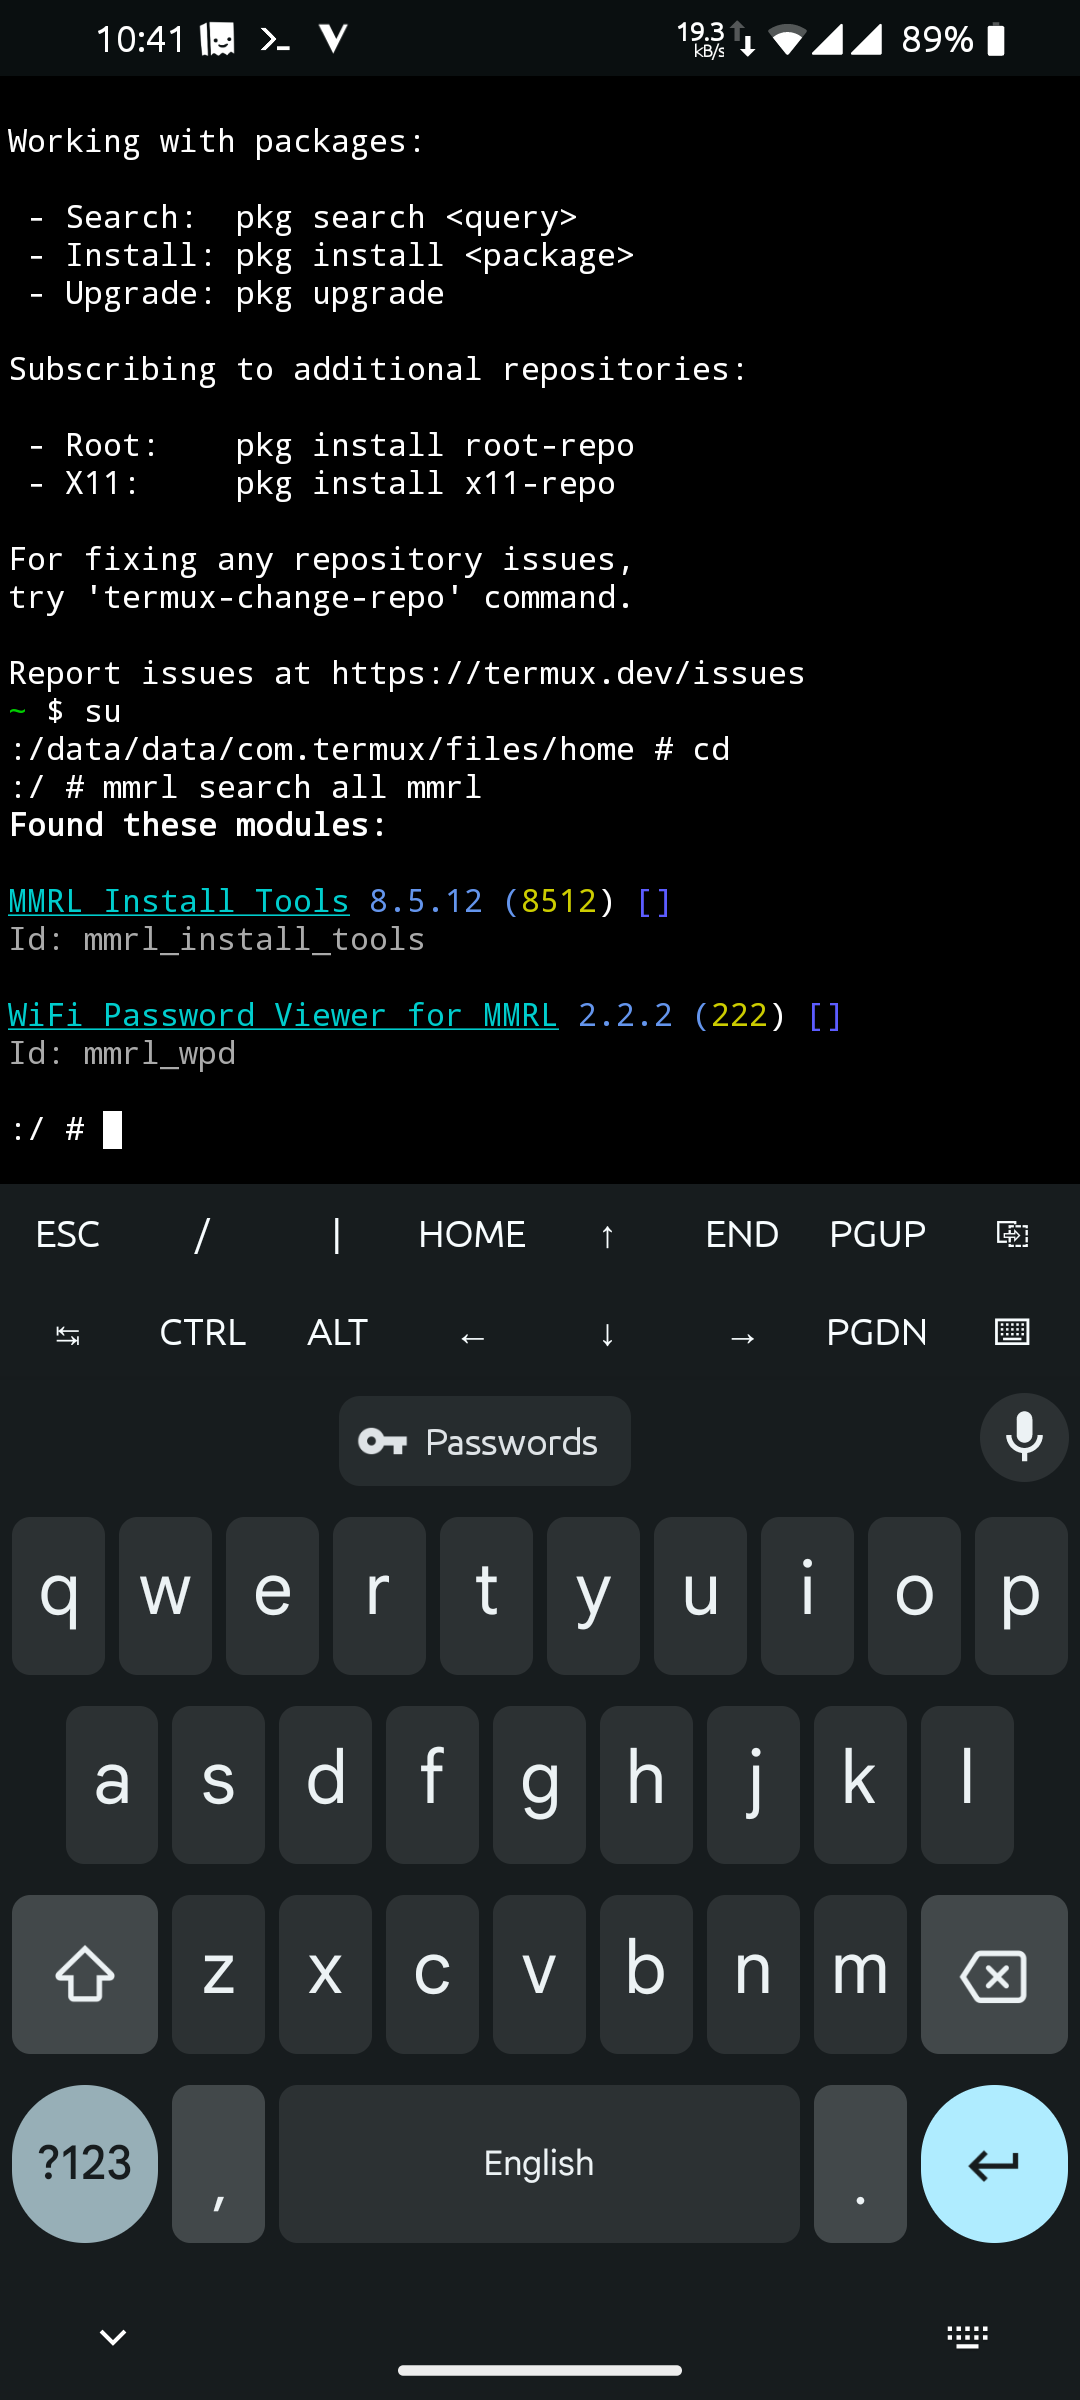 10:41 19.3 kB/s 89%
Working with packages:
- Search: pkg search <query>
- Install: pkg install <package>
- Upgrade: pkg upgrade
Subscribing to additional repositories:
- Root: pkg install root-repo
- X11: pkg install x11-repo
For fixing any repository issues,
try 'termux-change-repo' command.
Report issues at https://termux.dev/issues
~ $ su
:/data/data/com.termux/files/home # cd
:/ # mmrl search all mmrl
Found these modules:
MMRL Install Tools 8.5.12 (8512) []
Id: mmrl_install_tools
WiFi Password Viewer for MMRL 2.2.2 (222) []
Id: mmrl_wpd
:/ #
ESC / | HOME ↑ END PGUP
↹ CTRL ALT ← ↓ → PGDN
Passwords
q w e r t y u i o p
a s d f g h j k l
z x c v b n m
?123 , English .